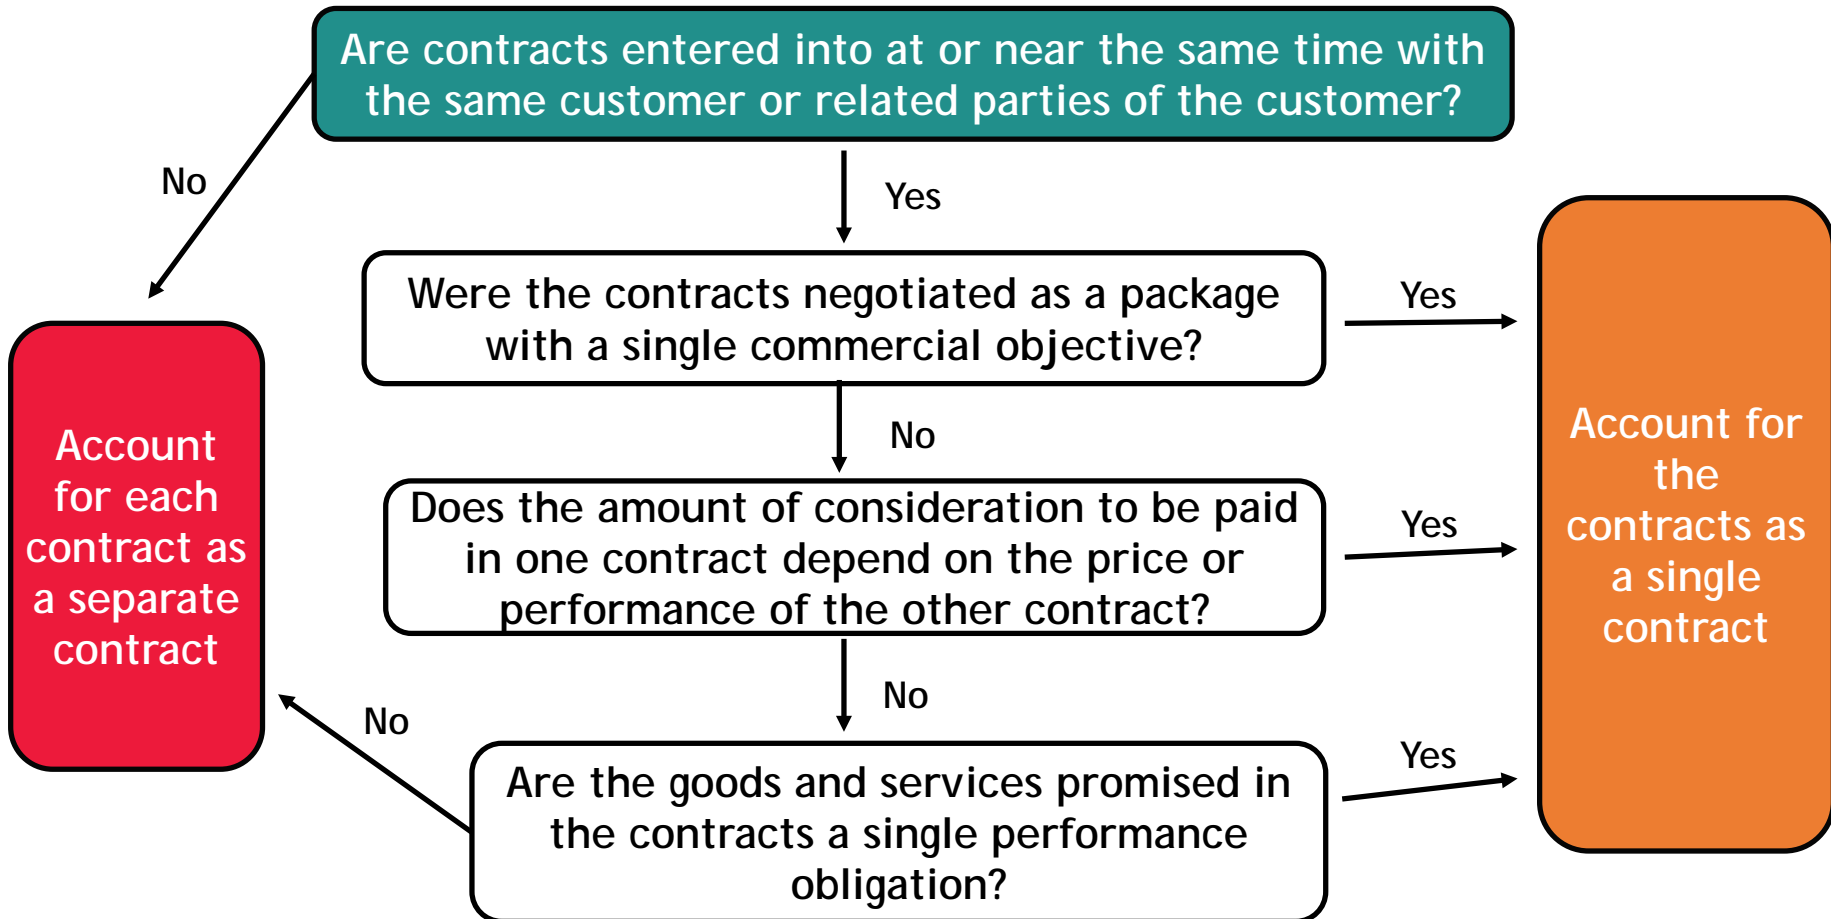 Are contracts entered into at or near the same time with
the same customer or related parties of the customer?
No
Yes
Were the contracts negotiated as a package
with a single commercial objective?
Yes
No
Does the amount of consideration to be paid
in one contract depend on the price or
performance of the other contract?
Yes
No
Are the goods and services promised in
the contracts a single performance
obligation?
No
Yes
Account
for each
contract as
a separate
contract
Account for
the
contracts as
a single
contract